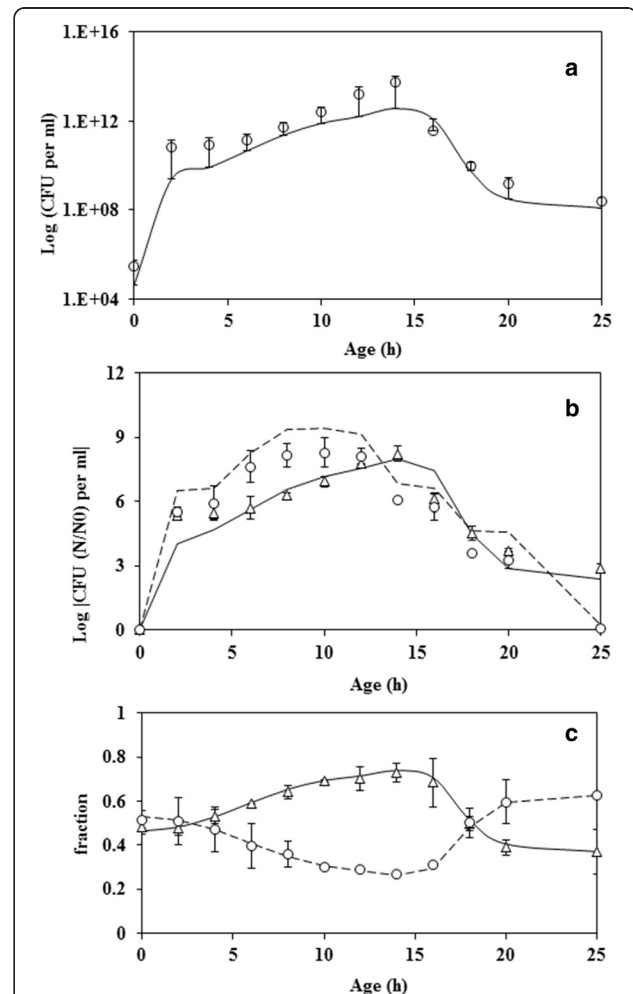 a
1.E+16
1.E+12
1.E+08
1.E+04
Log (CFU per ml)
0 5 10 15 20 25
Age (h)
b
12
9
6
3
0
Log |CFU (N/N0) per ml|
0 5 10 15 20 25
Age (h)
c
1
0.8
0.6
0.4
0.2
0
fraction
0 5 10 15 20 25
Age (h)